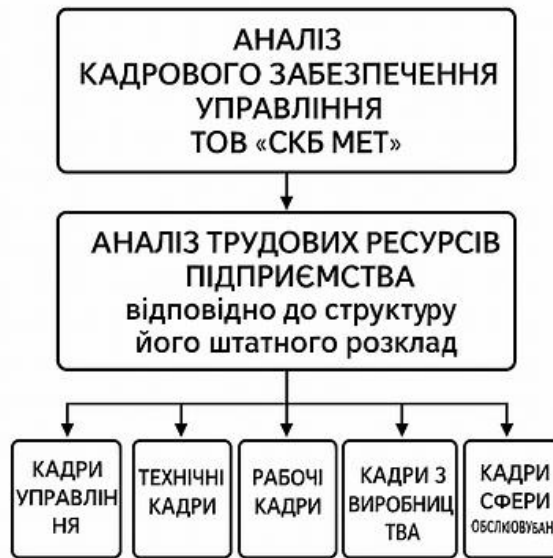 АНАЛІЗ
КАДРОВОГО ЗАБЕЗПЕЧЕННЯ
УПРАВЛІННЯ
ТОВ «СКБ МЕТ»
АНАЛІЗ ТРУДОВИХ РЕСУРСІВ
ПІДПРИЄМСТВА
відповідно до структуру
його штатного розклад
КАДРИ
УПРАВЛІН
НЯ
ТЕХНІЧНІ
КАДРИ
РАБОЧІ
КАДРИ
КАДРИ З
ВИРОБНИЦ
ТВА
КАДРИ
СФЕРИ